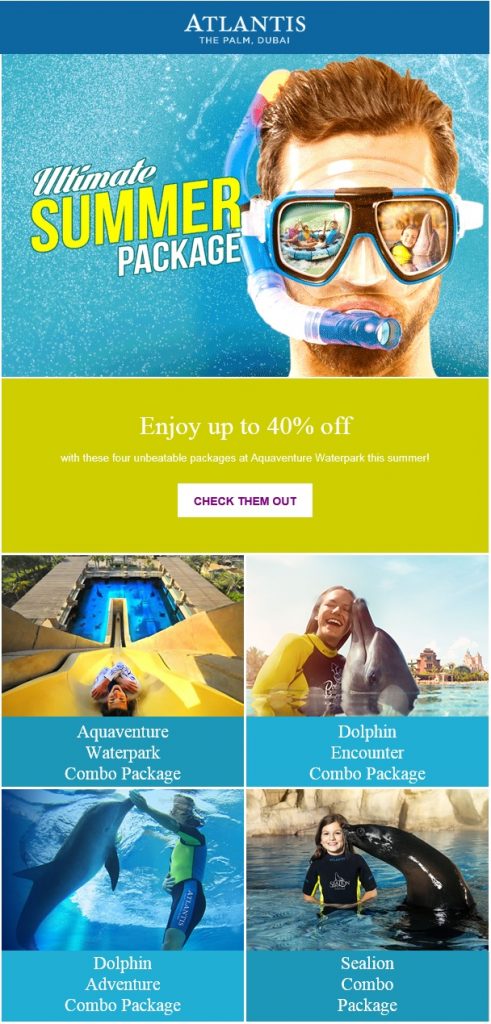 ATLANTIS
THE PALM, DUBAI
Ultimate
SUMMER
PACKAGE
Enjoy up to 40% off
with these four unbeatable packages at Aquaventure Waterpark this summer!
CHECK THEM OUT
Aquaventure
Waterpark
Combo Package
Dolphin
Encounter
Combo Package
ATLANTIS
SEALION
Dolphin
Adventure
Combo Package
Sealion
Combo
Package